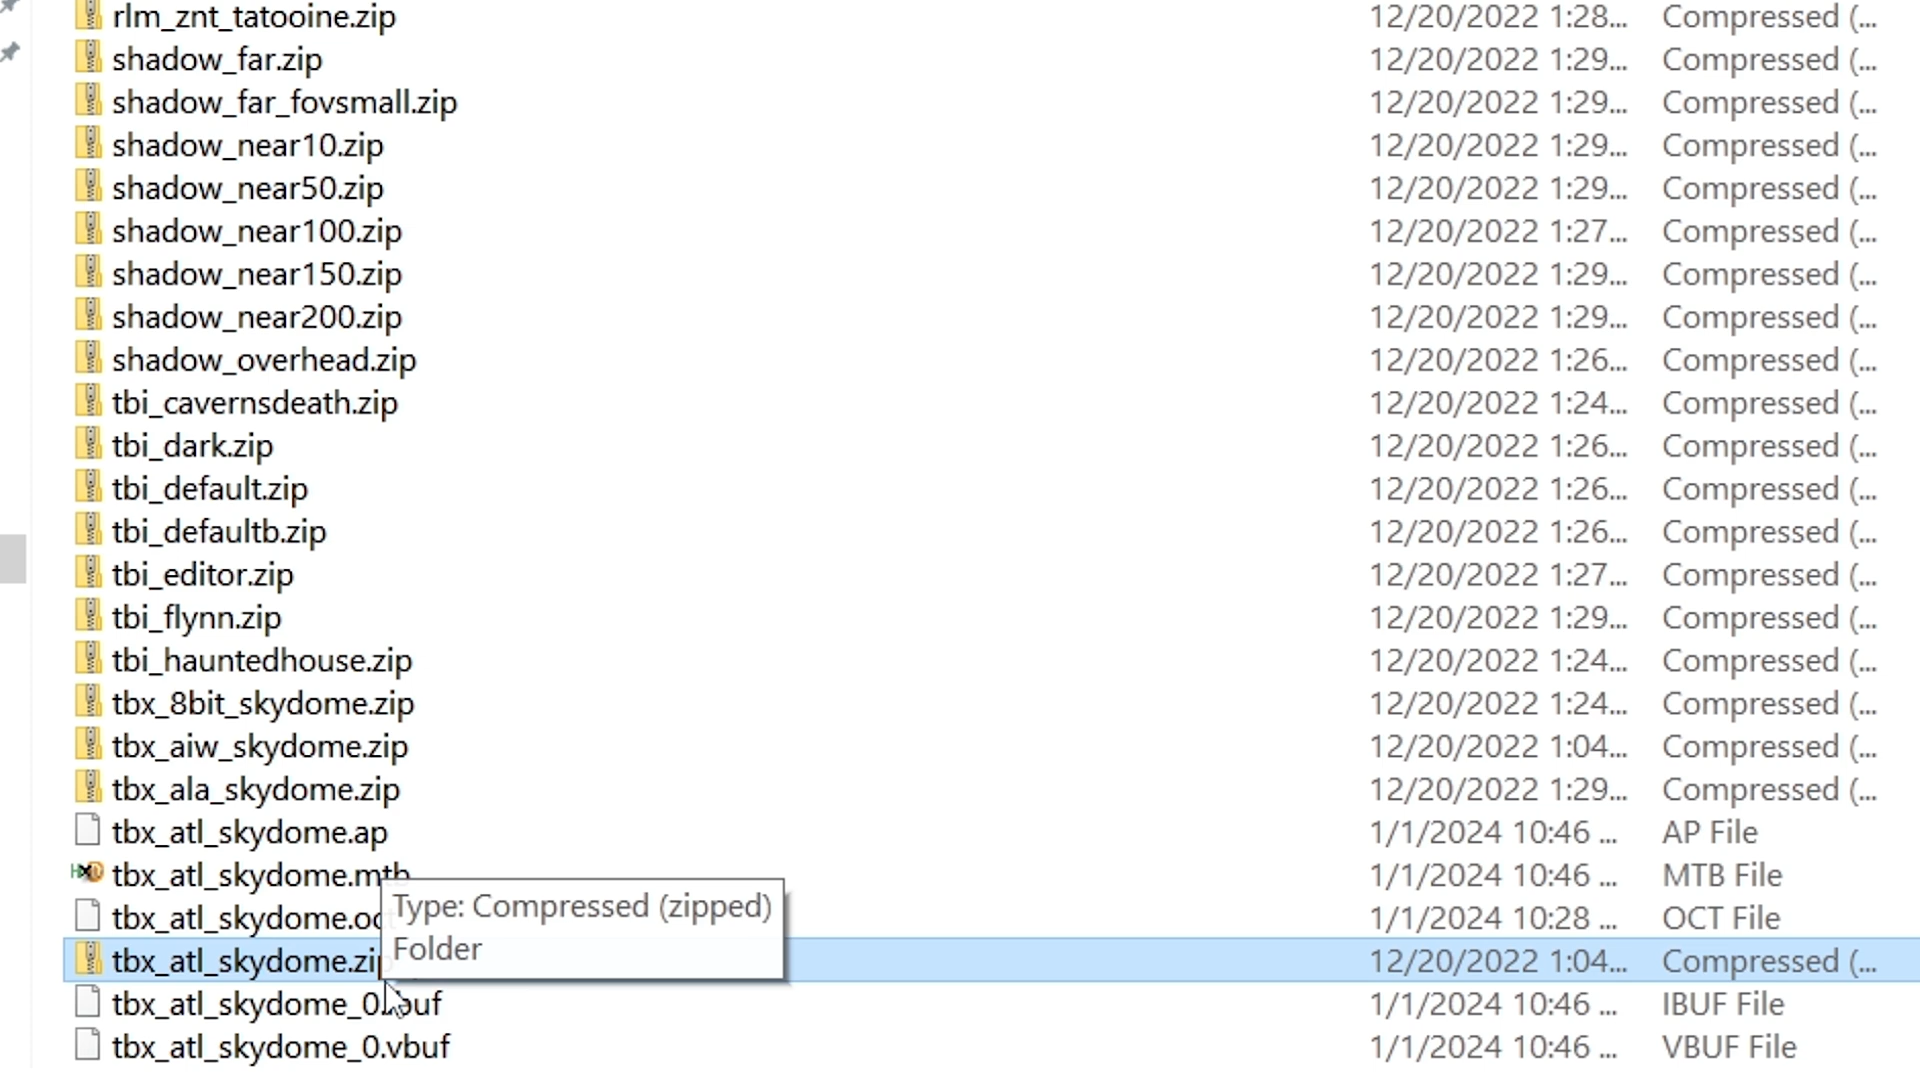 rlm_znt_tatooine.zip 12/20/2022 1:28... Compressed (...
shadow_far.zip 12/20/2022 1:29... Compressed (...
shadow_far_fovsmall.zip 12/20/2022 1:29... Compressed (...
shadow_near10.zip 12/20/2022 1:29... Compressed (...
shadow_near50.zip 12/20/2022 1:29... Compressed (...
shadow_near100.zip 12/20/2022 1:27... Compressed (...
shadow_near150.zip 12/20/2022 1:29... Compressed (...
shadow_near200.zip 12/20/2022 1:29... Compressed (...
shadow_overhead.zip 12/20/2022 1:26... Compressed (...
tbi_cavernsdeath.zip 12/20/2022 1:24... Compressed (...
tbi_dark.zip 12/20/2022 1:26... Compressed (...
tbi_default.zip 12/20/2022 1:26... Compressed (...
tbi_defaultb.zip 12/20/2022 1:26... Compressed (...
tbi_editor.zip 12/20/2022 1:27... Compressed (...
tbi_flynn.zip 12/20/2022 1:29... Compressed (...
tbi_hauntedhouse.zip 12/20/2022 1:24... Compressed (...
tbx_8bit_skydome.zip 12/20/2022 1:24... Compressed (...
tbx_aiw_skydome.zip 12/20/2022 1:04... Compressed (...
tbx_ala_skydome.zip 12/20/2022 1:29... Compressed (...
tbx_atl_skydome.ap 1/1/2024 10:46 ... AP File
tbx_atl_skydome.mtb 1/1/2024 10:46 ... MTB File
Type: Compressed (zipped)
tbx_atl_skydome.oct 1/1/2024 10:28 ... OCT File
Folder
tbx_atl_skydome.zip 12/20/2022 1:04... Compressed (...
tbx_atl_skydome_0.ibuf 1/1/2024 10:46 ... IBUF File
tbx_atl_skydome_0.vbuf 1/1/2024 10:46 ... VBUF File